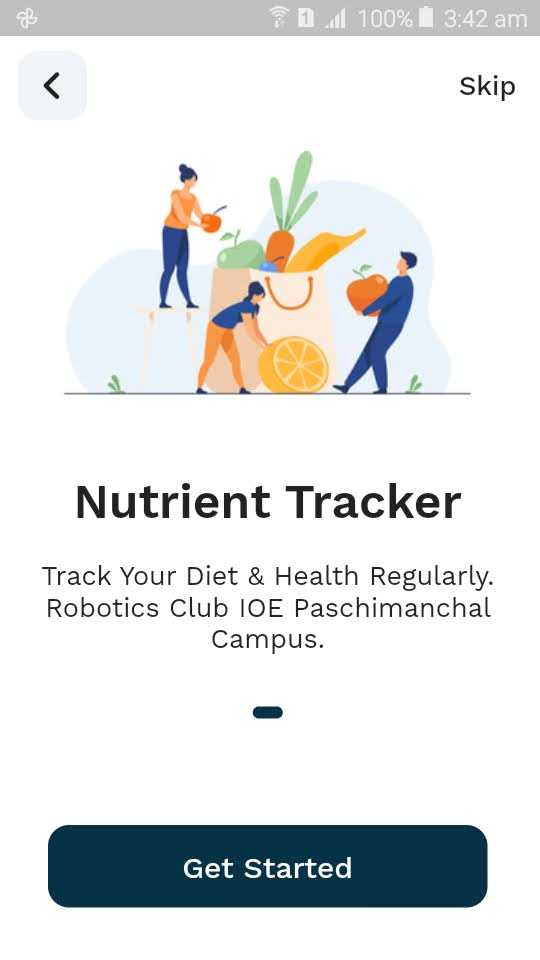 1 100% 3:42 am
Skip
Nutrient Tracker
Track Your Diet & Health Regularly.
Robotics Club IOE Paschimanchal
Campus.
Get Started